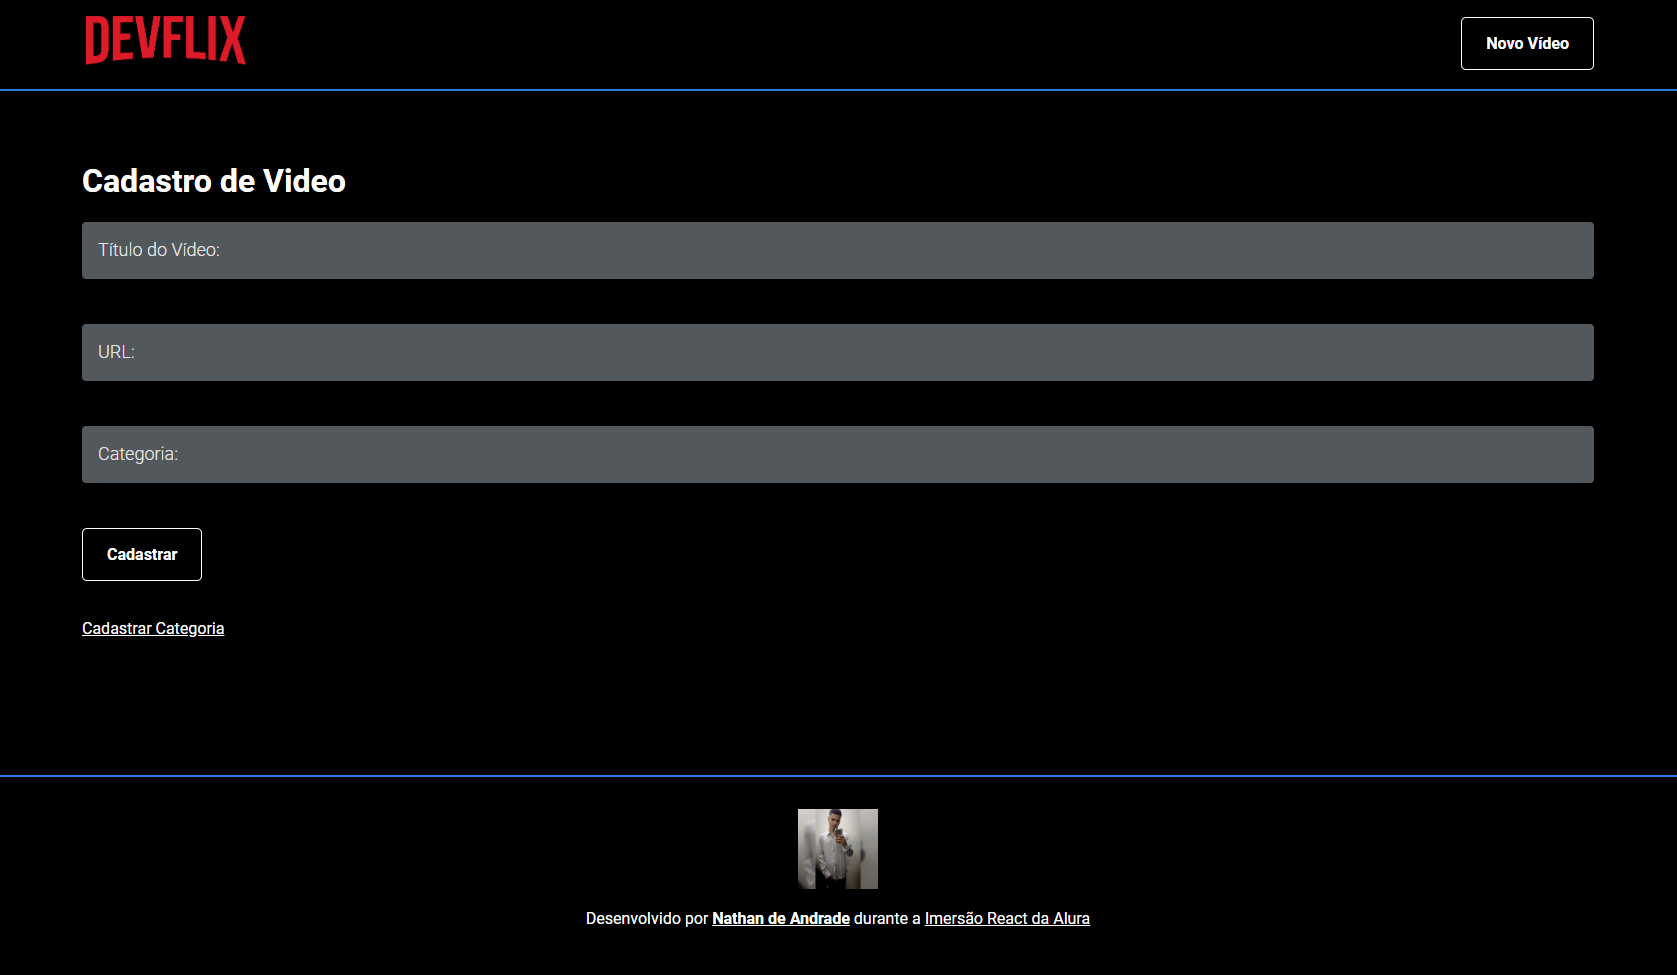 DEVFLIX
Novo Vídeo
Cadastro de Video
Título do Vídeo:
URL:
Categoria:
Cadastrar
Cadastrar Categoria
Desenvolvido por Nathan de Andrade durante a Imersão React da Alura